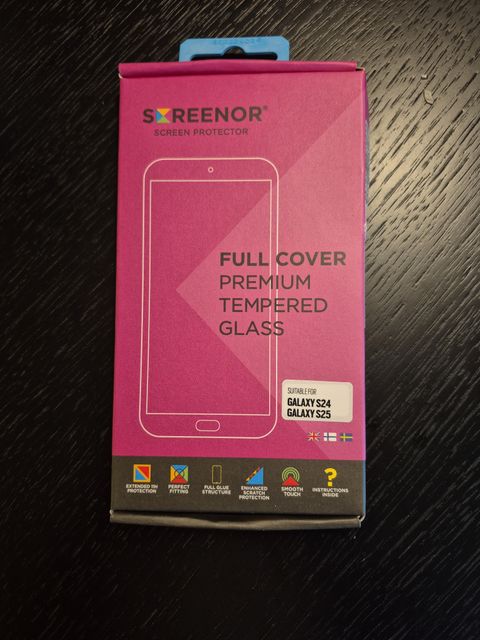 SCREENOR®
SCREEN PROTECTOR
FULL COVER
PREMIUM
TEMPERED
GLASS
SUITABLE FOR
GALAXY S24
GALAXY S25
EXTENDED 11H
PROTECTION
PERFECT
FITTING
FULL GLUE
STRUCTURE
ENHANCED
SCRATCH
PROTECTION
SMOOTH
TOUCH
?
INSTRUCTIONS
INSIDE